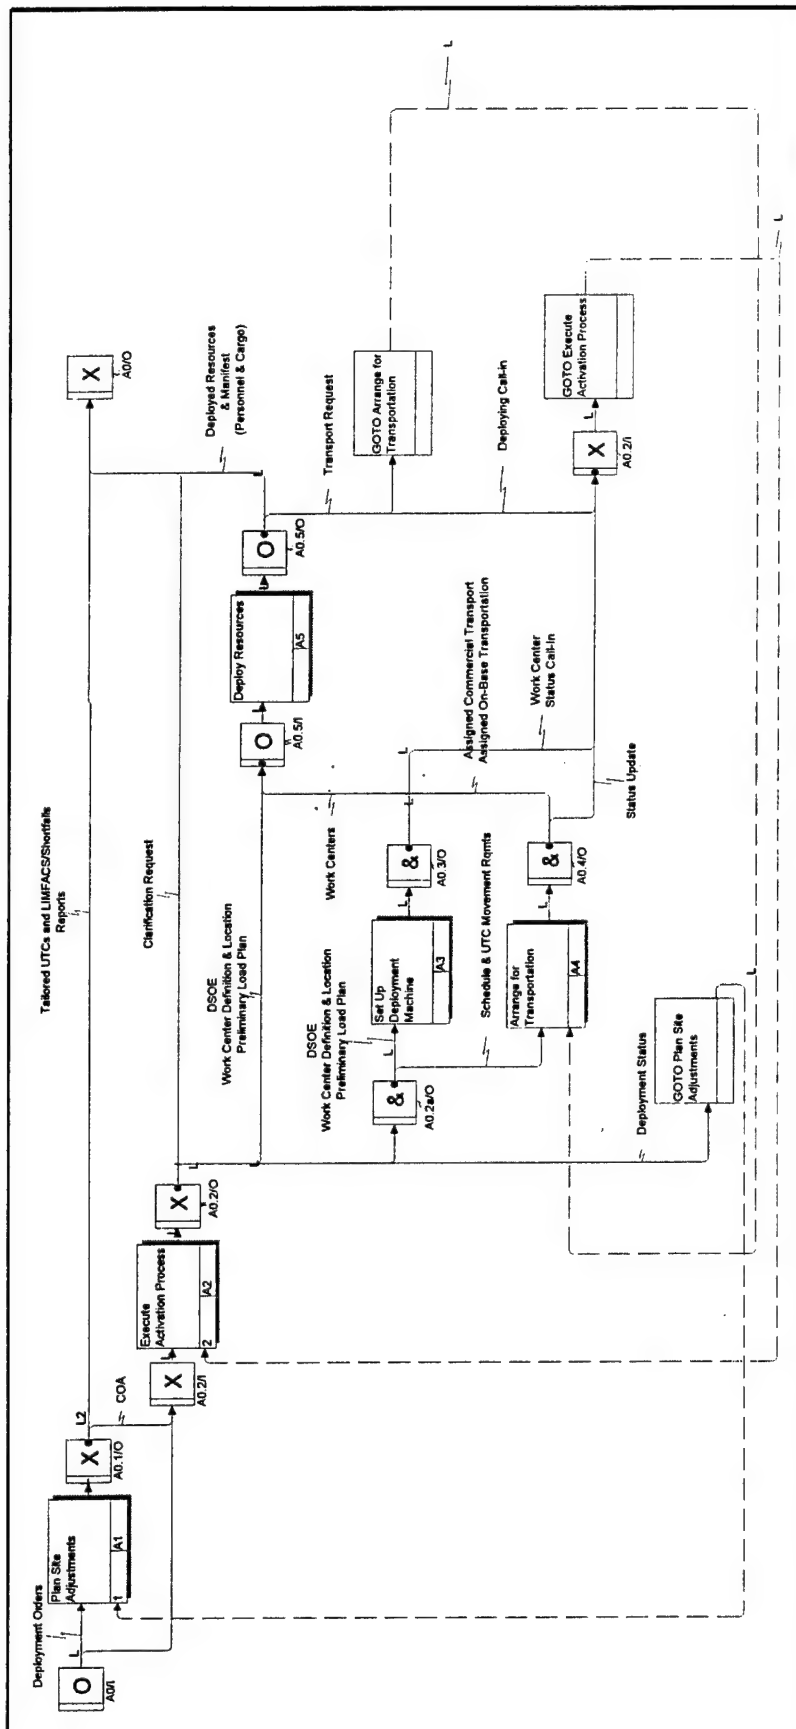 Deployment Orders
O
A0/I
L
Plan Site
Adjustments
1
A1
X
A0.1/O
L2
COA
Tailored UTCs and LIMFACS/Shortfalls
Reports
X
A0/O
X
A0.2/I
L
Execute
Activation Process
2
A2
L
X
A0.2/O
L
L
Clarification Request
DSOE
Work Center Definition & Location
Preliminary Load Plan
O
A0.5/I
L
Deploy Resources
A5
L
O
A0.5/O
L
Deployed Resources
& Manifest
(Personnel & Cargo)
Transport Request
GOTO Arrange for
Transportation
L
Deploying Call-in
DSOE
Work Center Definition & Location
Preliminary Load Plan
&
A0.2a/O
L
Set Up
Deployment
Machine
A3
L
&
A0.3/O
L
L
Work Centers
Schedule & UTC Movement Rqmts
Arrange for
Transportation
A4
L
&
A0.4/O
Assigned Commercial Transport
Assigned On-Base Transportation
Work Center
Status Call-In
Status Update
X
A0.2/I
L
GOTO Execute
Activation Process
L
Deployment Status
GOTO Plan Site
Adjustments
L